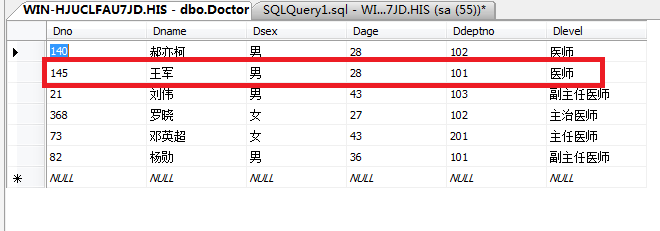 WIN-HJUCLFAU7JD.HIS - dbo.Doctor SQLQuery1.sql - WI...7JD.HIS (sa (55))*
Dno Dname Dsex Dage Ddeptno Dlevel
140 郝亦柯 男 28 102 医师
145 王军 男 28 101 医师
21 刘伟 男 43 103 副主任医师
368 罗晓 女 27 102 主治医师
73 邓英超 女 43 201 主任医师
82 杨勋 男 36 101 副主任医师
NULL NULL NULL NULL NULL NULL